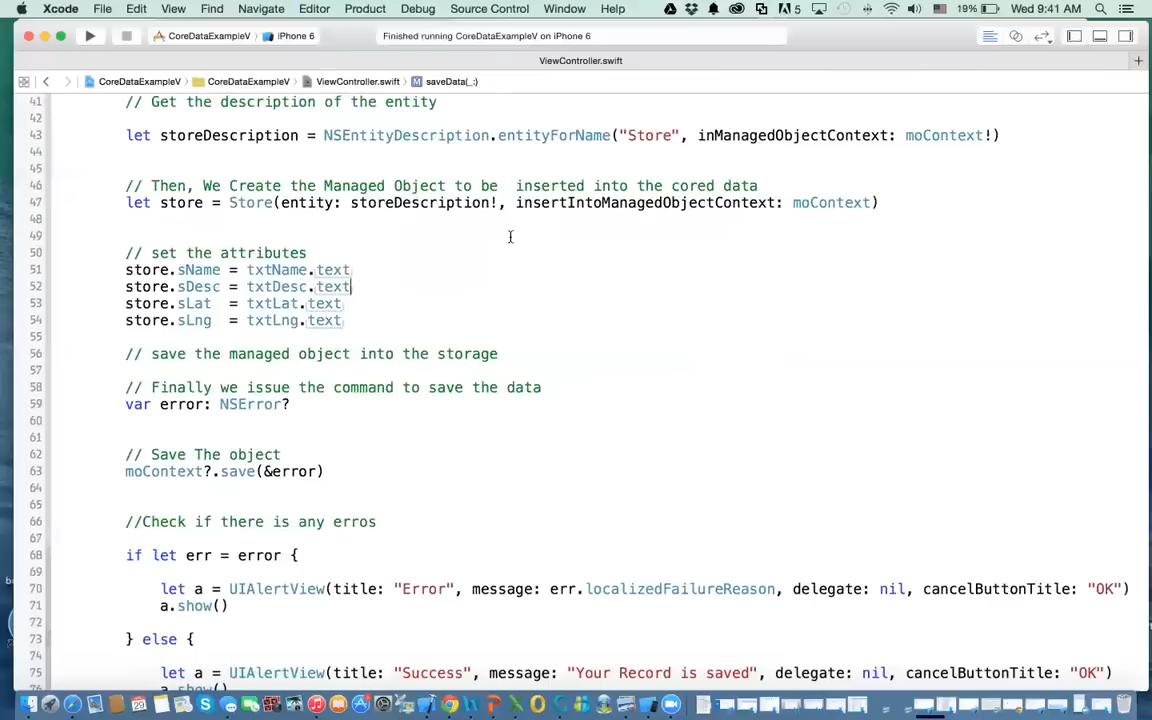 Xcode File Edit View Find Navigate Editor Product Debug Source Control Window Help 5 19% Wed 9:41 AM
CoreDataExampleV iPhone 6 Finished running CoreDataExampleV on iPhone 6
ViewController.swift
CoreDataExampleV CoreDataExampleV ViewController.swift M saveData(_:)
41 // Get the description of the entity
42
43 let storeDescription = NSEntityDescription.entityForName("Store", inManagedObjectContext: moContext!)
44
45
46 // Then, We Create the Managed Object to be  inserted into the cored data
47 let store = Store(entity: storeDescription!, insertIntoManagedObjectContext: moContext)
48
49
50 // set the attributes
51 store.sName = txtName.text
52 store.sDesc = txtDesc.text
53 store.sLat  = txtLat.text
54 store.sLng  = txtLng.text
55
56 // save the managed object into the storage
57
58 // Finally we issue the command to save the data
59 var error: NSError?
60
61
62 // Save The object
63 moContext?.save(&error)
64
65
66 //Check if there is any erros
67
68 if let err = error {
69
70 let a = UIAlertView(title: "Error", message: err.localizedFailureReason, delegate: nil, cancelButtonTitle: "OK")
71 a.show()
72
73 } else {
74
75 let a = UIAlertView(title: "Success", message: "Your Record is saved", delegate: nil, cancelButtonTitle: "OK")
76 a.show()